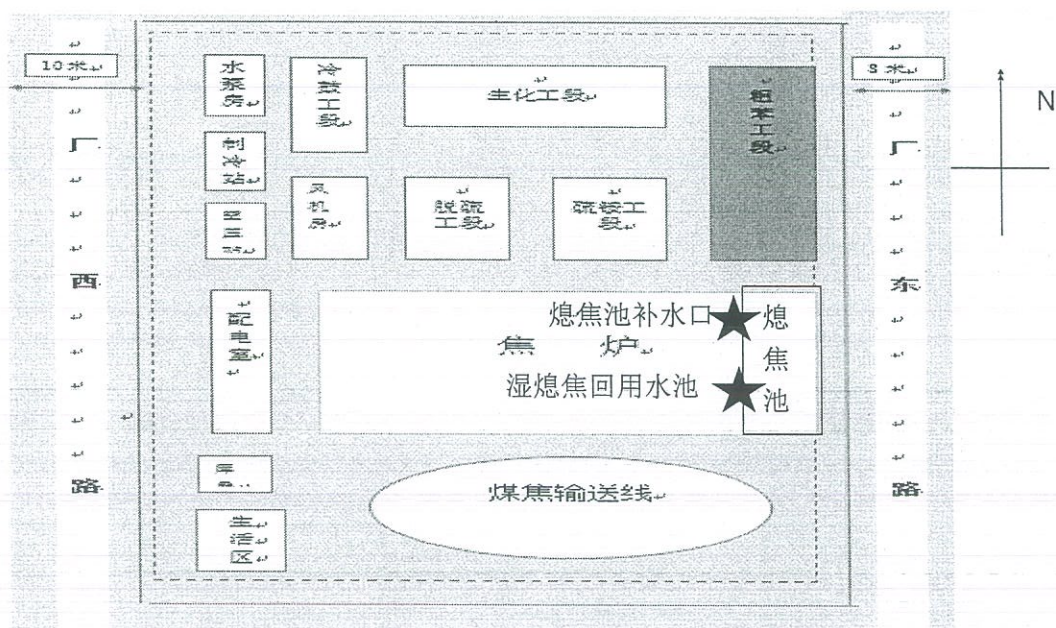 10米
厂西路
水泵房
冷鼓工段
生化工段
粗苯工段
8米
厂东路
N
制冷站
风机房
脱硫工段
硫铵工段
配电室
熄焦池补水口
焦炉
湿熄焦回用水池
熄焦池
煤焦输送线
生活区